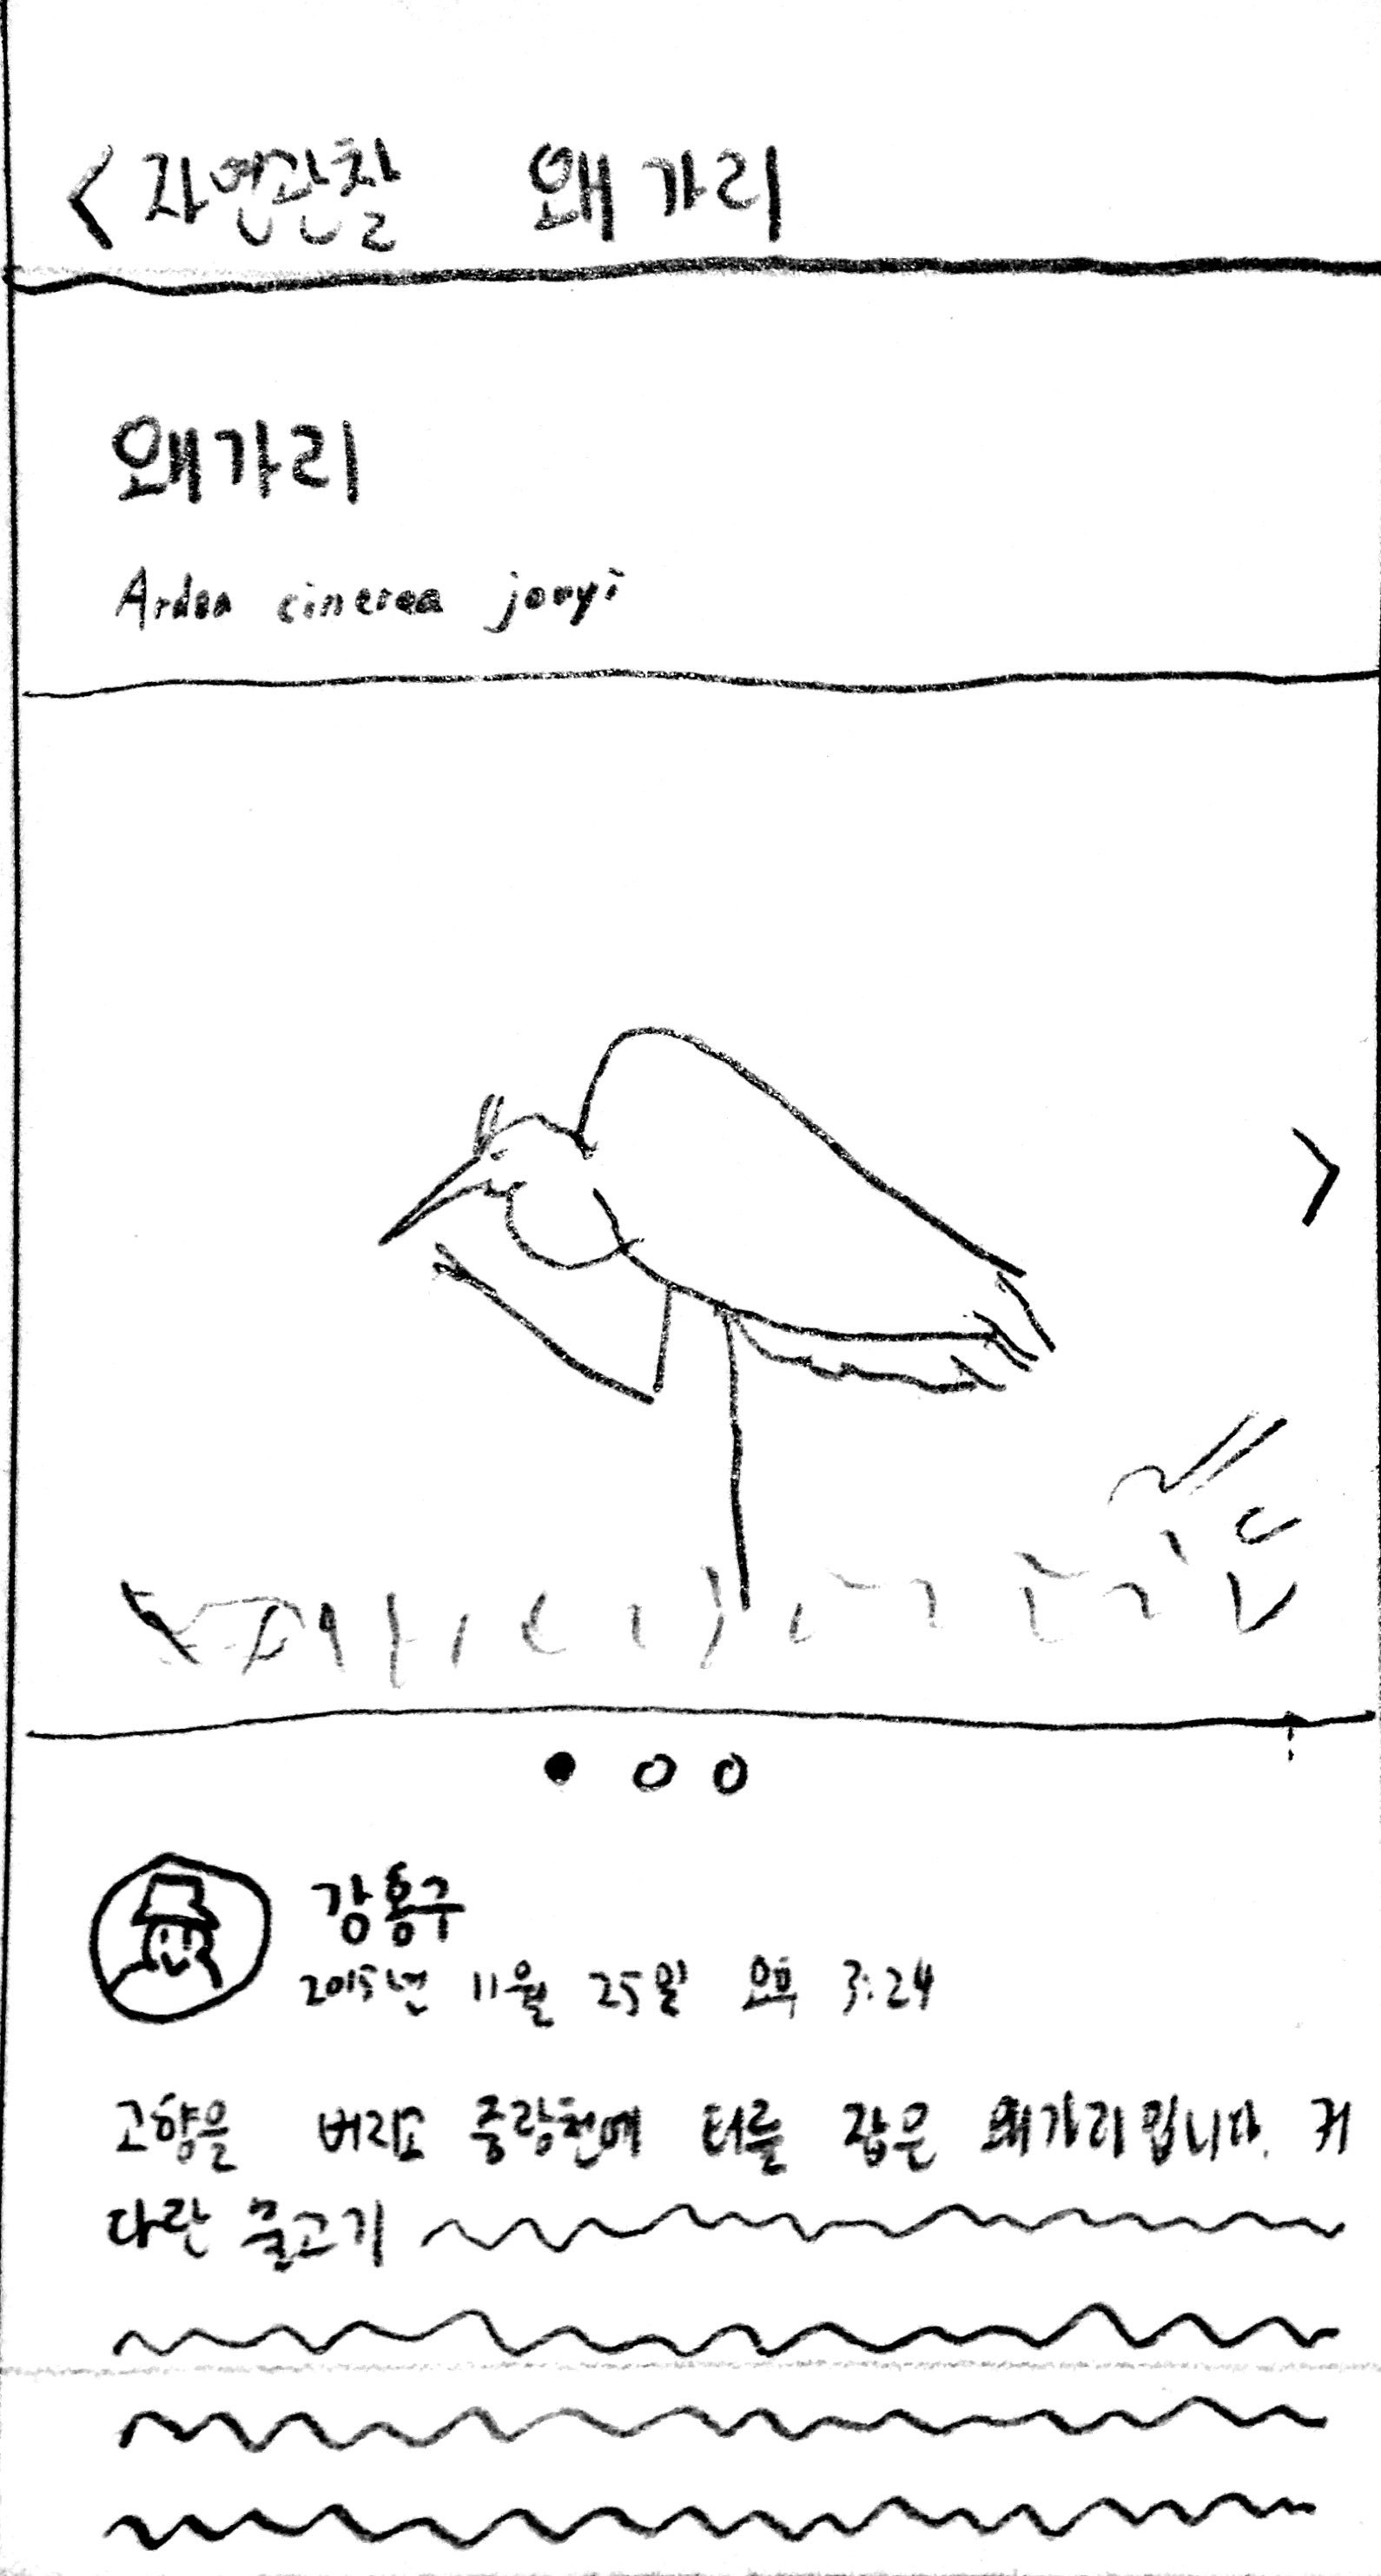 < 자연관찰 왜가리
왜가리
Ardea cinerea jouyi
강홍구
2015년 11월 25일 오후 3:24
고향을 버리고 중랑천에 터를 잡은 왜가리입니다. 커
다란 물고기